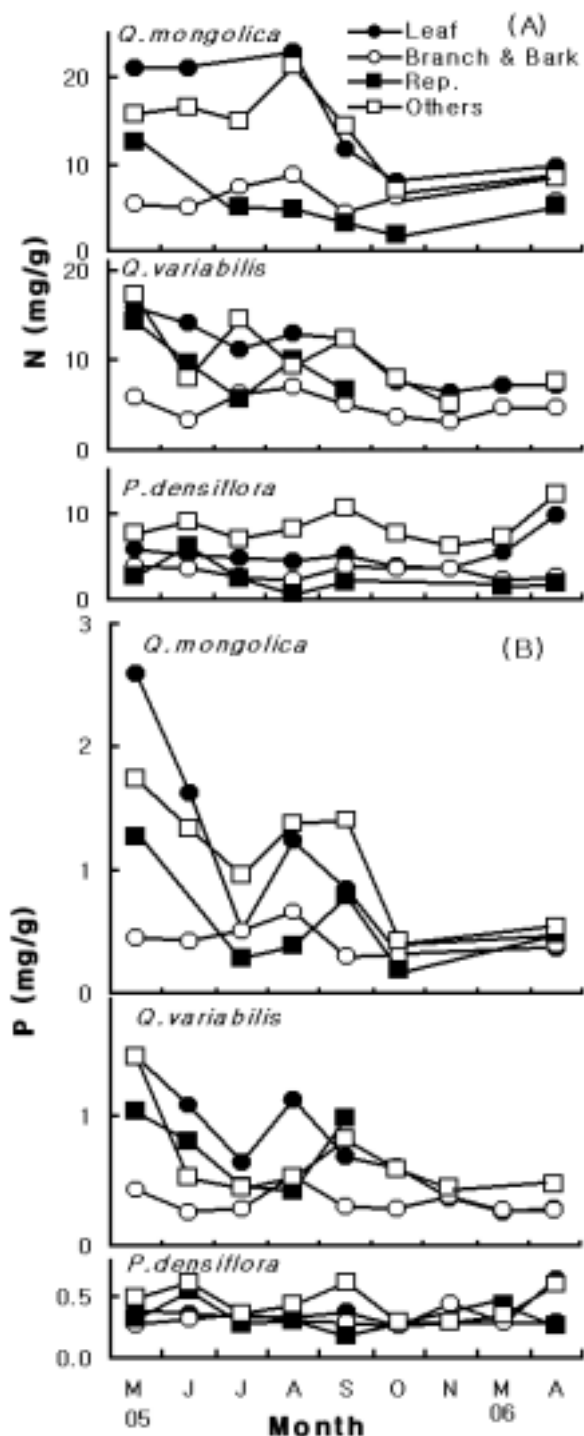 Q.mongolica
(A)
Leaf
Branch & Bark
Rep.
Others
20
10
0
N (mg/g)
Q.variabilis
20
10
0
P.densiflora
10
0
3
Q.mongolica
(B)
2
1
0
P (mg/g)
Q.variabilis
1
0
P.densiflora
0.5
0.0
M J J A S O N M A
05 06
Month